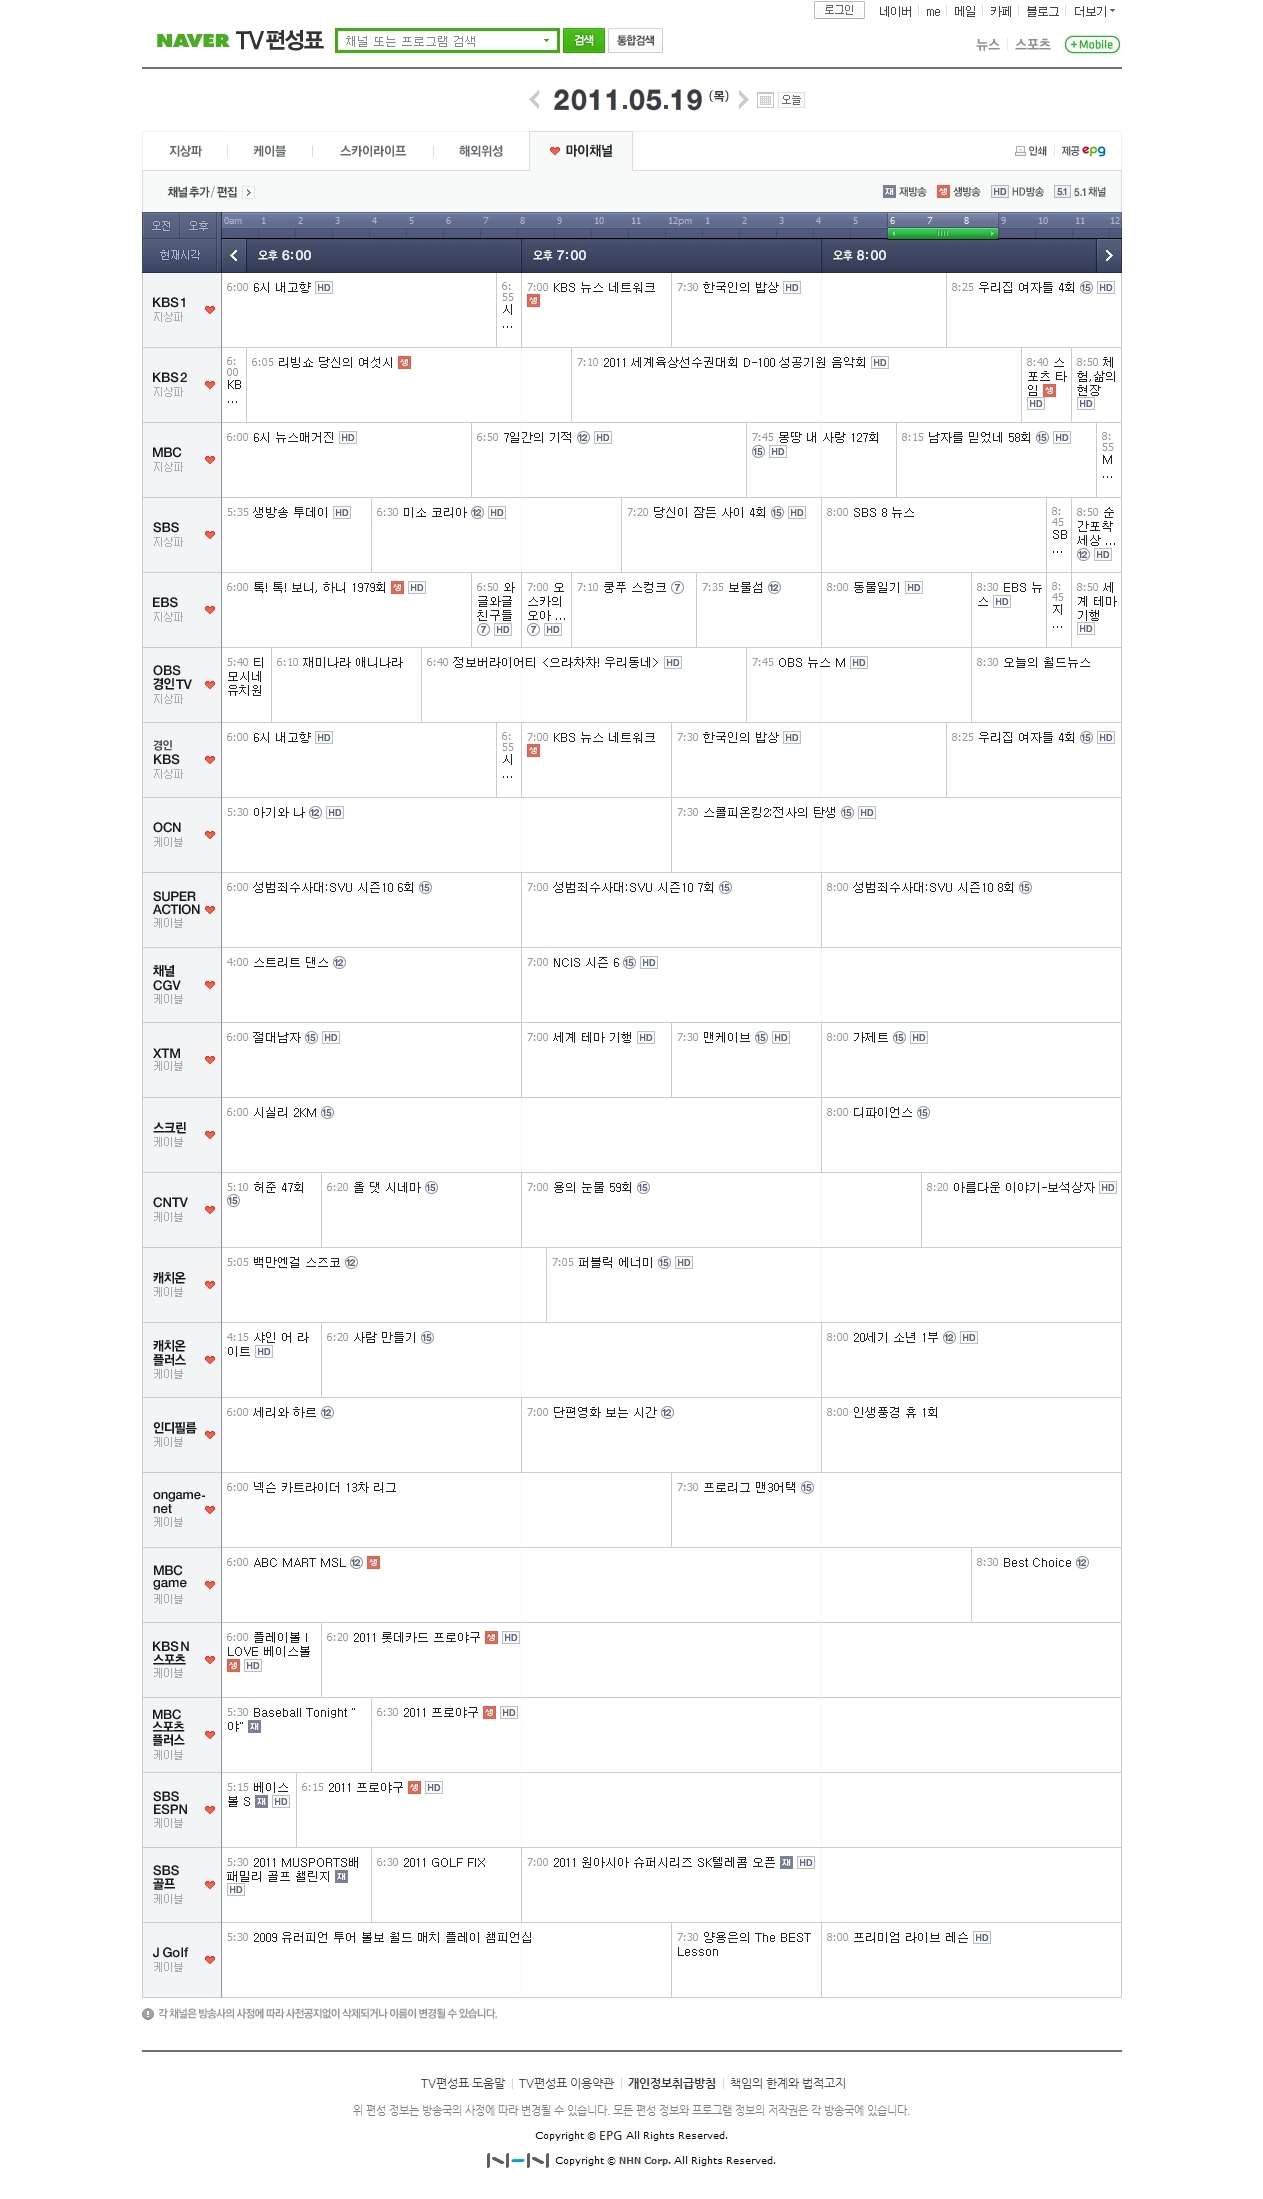 로그인 네이버 me 메일 카페 블로그 더보기
NAVER TV편성표 채널 또는 프로그램 검색 검색 통합검색 뉴스 스포츠 +Mobile
2011.05.19 (목) 오늘
지상파 케이블 스카이라이프 해외위성 마이채널 인쇄 제공 epg
채널추가 / 편집 재 재방송 생 생방송 HD HD방송 5.1 5.1 채널
오전 오후 0am 1 2 3 4 5 6 7 8 9 10 11 12pm 1 2 3 4 5 6 7 8 9 10 11 12
현재시각 오후 6:00 오후 7:00 오후 8:00
KBS1 지상파
6:00 6시 내고향 HD
6:55 시...
7:00 KBS 뉴스 네트워크 생
7:30 한국인의 밥상 HD
8:25 우리집 여자들 4회 15 HD
KBS2 지상파
6:00 KB...
6:05 리빙쇼 당신의 여섯시 생
7:10 2011 세계육상선수권대회 D-100 성공기원 음악회 HD
8:40 스포츠 타임 생 HD
8:50 체험,삶의 현장 HD
MBC 지상파
6:00 6시 뉴스매거진 HD
6:50 7일간의 기적 12 HD
7:45 몽땅 내 사랑 127회 15 HD
8:15 남자를 믿었네 58회 15 HD
8:55 M...
SBS 지상파
5:35 생방송 투데이 HD
6:30 미소 코리아 12 HD
7:20 당신이 잠든 사이 4회 15 HD
8:00 SBS 8 뉴스
8:45 SB...
8:50 순간포착 세상 ... 12 HD
EBS 지상파
6:00 톡! 톡! 보니, 하니 1979회 생 HD
6:50 와글와글 친구들 7 HD
7:00 오스카의 오아 ... 7 HD
7:10 쿵푸 스컹크 7
7:35 보물섬 12
8:00 동물일기 HD
8:30 EBS 뉴스 HD
8:45 지...
8:50 세계 테마 기행 HD
OBS 경인TV 지상파
5:40 티모시네 유치원
6:10 재미나라 애니나라
6:40 정보버라이어티 <으라차차! 우리동네> HD
7:45 OBS 뉴스 M HD
8:30 오늘의 월드뉴스
경인 KBS 지상파
6:00 6시 내고향 HD
6:55 시...
7:00 KBS 뉴스 네트워크 생
7:30 한국인의 밥상 HD
8:25 우리집 여자들 4회 15 HD
OCN 케이블
5:30 아기와 나 12 HD
7:30 스콜피온킹2:전사의 탄생 15 HD
SUPER ACTION 케이블
6:00 성범죄수사대:SVU 시즌10 6회 15
7:00 성범죄수사대:SVU 시즌10 7회 15
8:00 성범죄수사대:SVU 시즌10 8회 15
채널 CGV 케이블
4:00 스트리트 댄스 12
7:00 NCIS 시즌 6 15 HD
XTM 케이블
6:00 절대남자 15 HD
7:00 세계 테마 기행 HD
7:30 맨케이브 15 HD
8:00 가제트 15 HD
스크린 케이블
6:00 시실리 2KM 15
8:00 디파이언스 15
CNTV 케이블
5:10 허준 47회 15
6:20 올 댓 시네마 15
7:00 용의 눈물 59회 15
8:20 아름다운 이야기-보석상자 HD
캐치온 케이블
5:05 백만엔걸 스즈코 12
7:05 퍼블릭 에너미 15 HD
캐치온 플러스 케이블
4:15 샤인 어 라이트 HD
6:20 사람 만들기 15
8:00 20세기 소년 1부 12 HD
인디필름 케이블
6:00 세리와 하르 12
7:00 단편영화 보는 시간 12
8:00 인생풍경 휴 1회
ongame-net 케이블
6:00 넥슨 카트라이더 13차 리그
7:30 프로리그 맨3어택 15
MBC game 케이블
6:00 ABC MART MSL 12 생
8:30 Best Choice 12
KBS N 스포츠 케이블
6:00 플레이볼 I LOVE 베이스볼 생 HD
6:20 2011 롯데카드 프로야구 생 HD
MBC 스포츠 플러스 케이블
5:30 Baseball Tonight "야" 재
6:30 2011 프로야구 생 HD
SBS ESPN 케이블
5:15 베이스볼 S 재 HD
6:15 2011 프로야구 생 HD
SBS 골프 케이블
5:30 2011 MUSPORTS배 패밀리 골프 챌린지 재 HD
6:30 2011 GOLF FIX
7:00 2011 원아시아 슈퍼시리즈 SK텔레콤 오픈 재 HD
J Golf 케이블
5:30 2009 유러피언 투어 볼보 월드 매치 플레이 챔피언십
7:30 양용은의 The BEST Lesson
8:00 프리미엄 라이브 레슨 HD
각 채널은 방송사의 사정에 따라 사전공지없이 삭제되거나 이름이 변경될 수 있습니다.
TV편성표 도움말 TV편성표 이용약관 개인정보취급방침 책임의 한계와 법적고지
위 편성 정보는 방송국의 사정에 따라 변경될 수 있습니다. 모든 편성 정보와 프로그램 정보의 저작권은 각 방송국에 있습니다.
Copyright © EPG All Rights Reserved.
NHN Copyright © NHN Corp. All Rights Reserved.